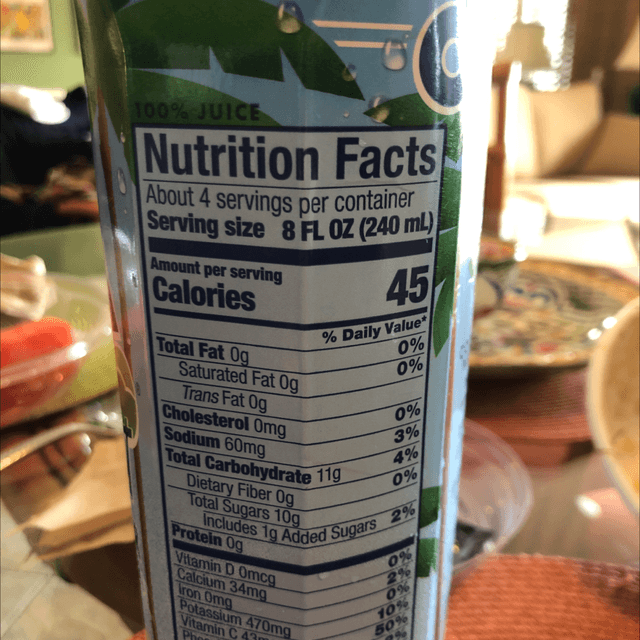 100% JUICE
Nutrition Facts
About 4 servings per container
Serving size 8 FL OZ (240 mL)
Amount per serving
Calories 45
% Daily Value*
Total Fat 0g 0%
Saturated Fat 0g 0%
Trans Fat 0g
Cholesterol 0mg 0%
Sodium 60mg 3%
Total Carbohydrate 11g 4%
Dietary Fiber 0g 0%
Total Sugars 10g
Includes 1g Added Sugars 2%
Protein 0g
Vitamin D 0mcg 0%
Calcium 34mg 2%
Iron 0mg 0%
Potassium 470mg 10%
Vitamin C 50%